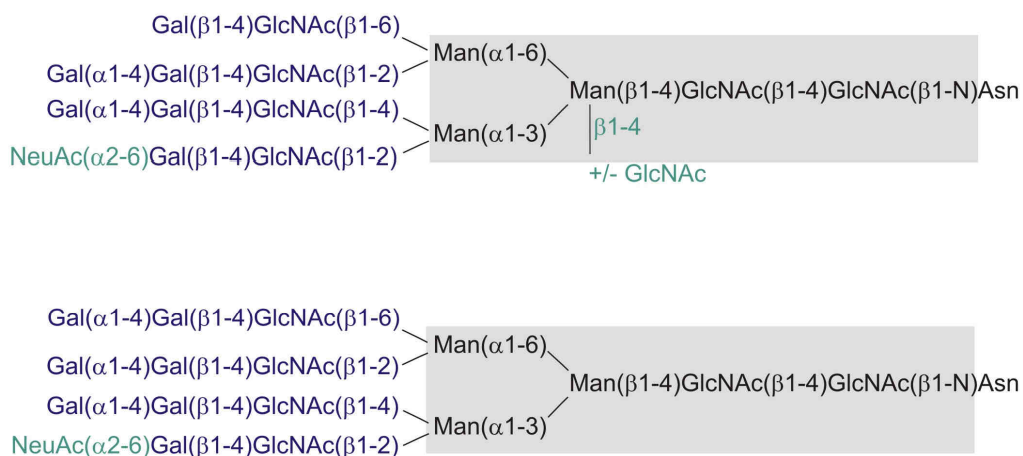 Gal(β1-4)GlcNAc(β1-6)
Man(α1-6)
Gal(α1-4)Gal(β1-4)GlcNAc(β1-2)
Man(β1-4)GlcNAc(β1-4)GlcNAc(β1-N)Asn
Gal(α1-4)Gal(β1-4)GlcNAc(β1-4)
β1-4
Man(α1-3)
NeuAc(α2-6)Gal(β1-4)GlcNAc(β1-2)
+/- GlcNAc
Gal(α1-4)Gal(β1-4)GlcNAc(β1-6)
Man(α1-6)
Gal(α1-4)Gal(β1-4)GlcNAc(β1-2)
Man(β1-4)GlcNAc(β1-4)GlcNAc(β1-N)Asn
Gal(α1-4)Gal(β1-4)GlcNAc(β1-4)
Man(α1-3)
NeuAc(α2-6)Gal(β1-4)GlcNAc(β1-2)